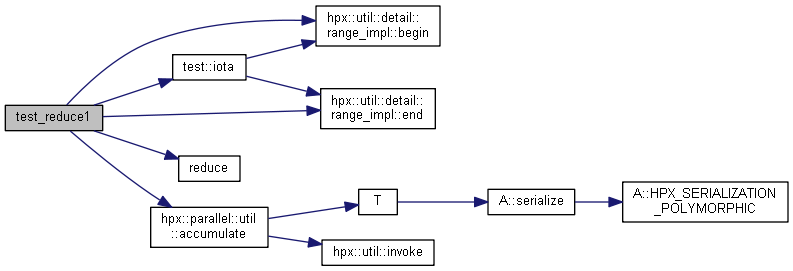 hpx::util::detail::
range_impl::begin
test::iota
hpx::util::detail::
range_impl::end
test_reduce1
reduce
T
A::serialize
A::HPX_SERIALIZATION
_POLYMORPHIC
hpx::parallel::util
::accumulate
hpx::util::invoke